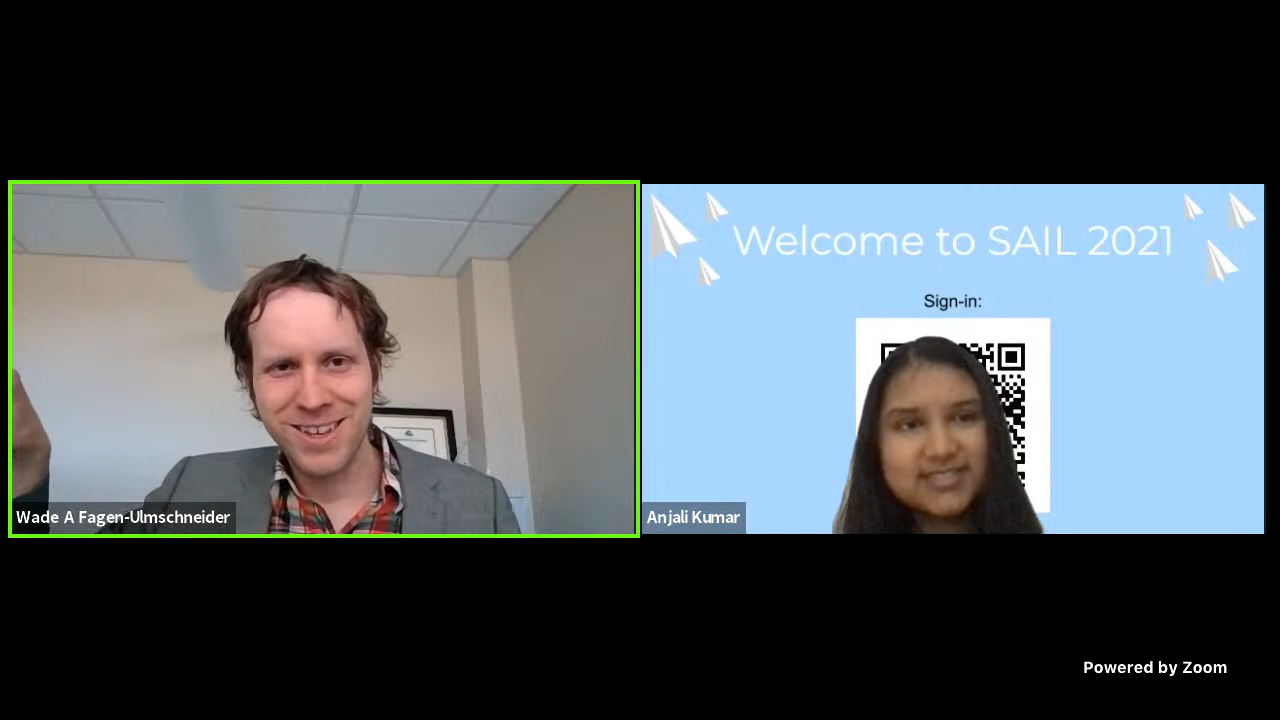 Welcome to SAIL 2021
Sign-in:
Wade A Fagen-Ulmschneider
Anjali Kumar
Powered by Zoom